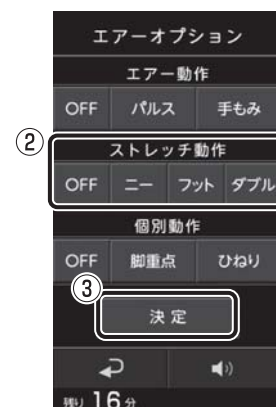 エアーオプション
エアー動作
OFF パルス 手もみ
②
ストレッチ動作
OFF ニー フット ダブル
個別動作
OFF 脚重点 ひねり
③
決定
残り 16 分